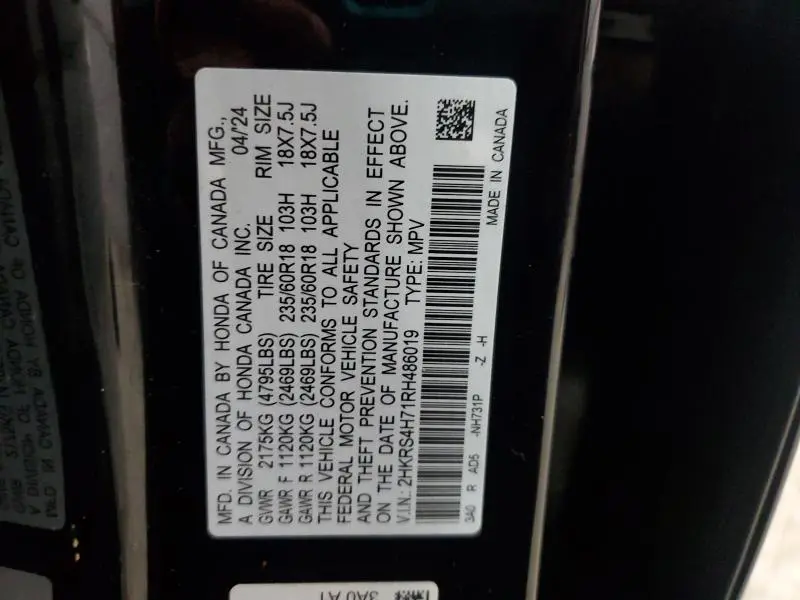 MFD. IN CANADA BY HONDA OF CANADA MFG.,
A DIVISION OF HONDA CANADA INC. 04/'24
GVWR 2175KG (4795LBS) TIRE SIZE RIM SIZE
GAWR F 1120KG (2469LBS) 235/60R18 103H 18X7.5J
GAWR R 1120KG (2469LBS) 235/60R18 103H 18X7.5J
THIS VEHICLE CONFORMS TO ALL APPLICABLE
FEDERAL MOTOR VEHICLE SAFETY
AND THEFT PREVENTION STANDARDS IN EFFECT
ON THE DATE OF MANUFACTURE SHOWN ABOVE.
V.I.N.: 2HKRS4H71RH486019 TYPE: MPV
3A0 R AD5 -NH731P -Z -H
MADE IN CANADA